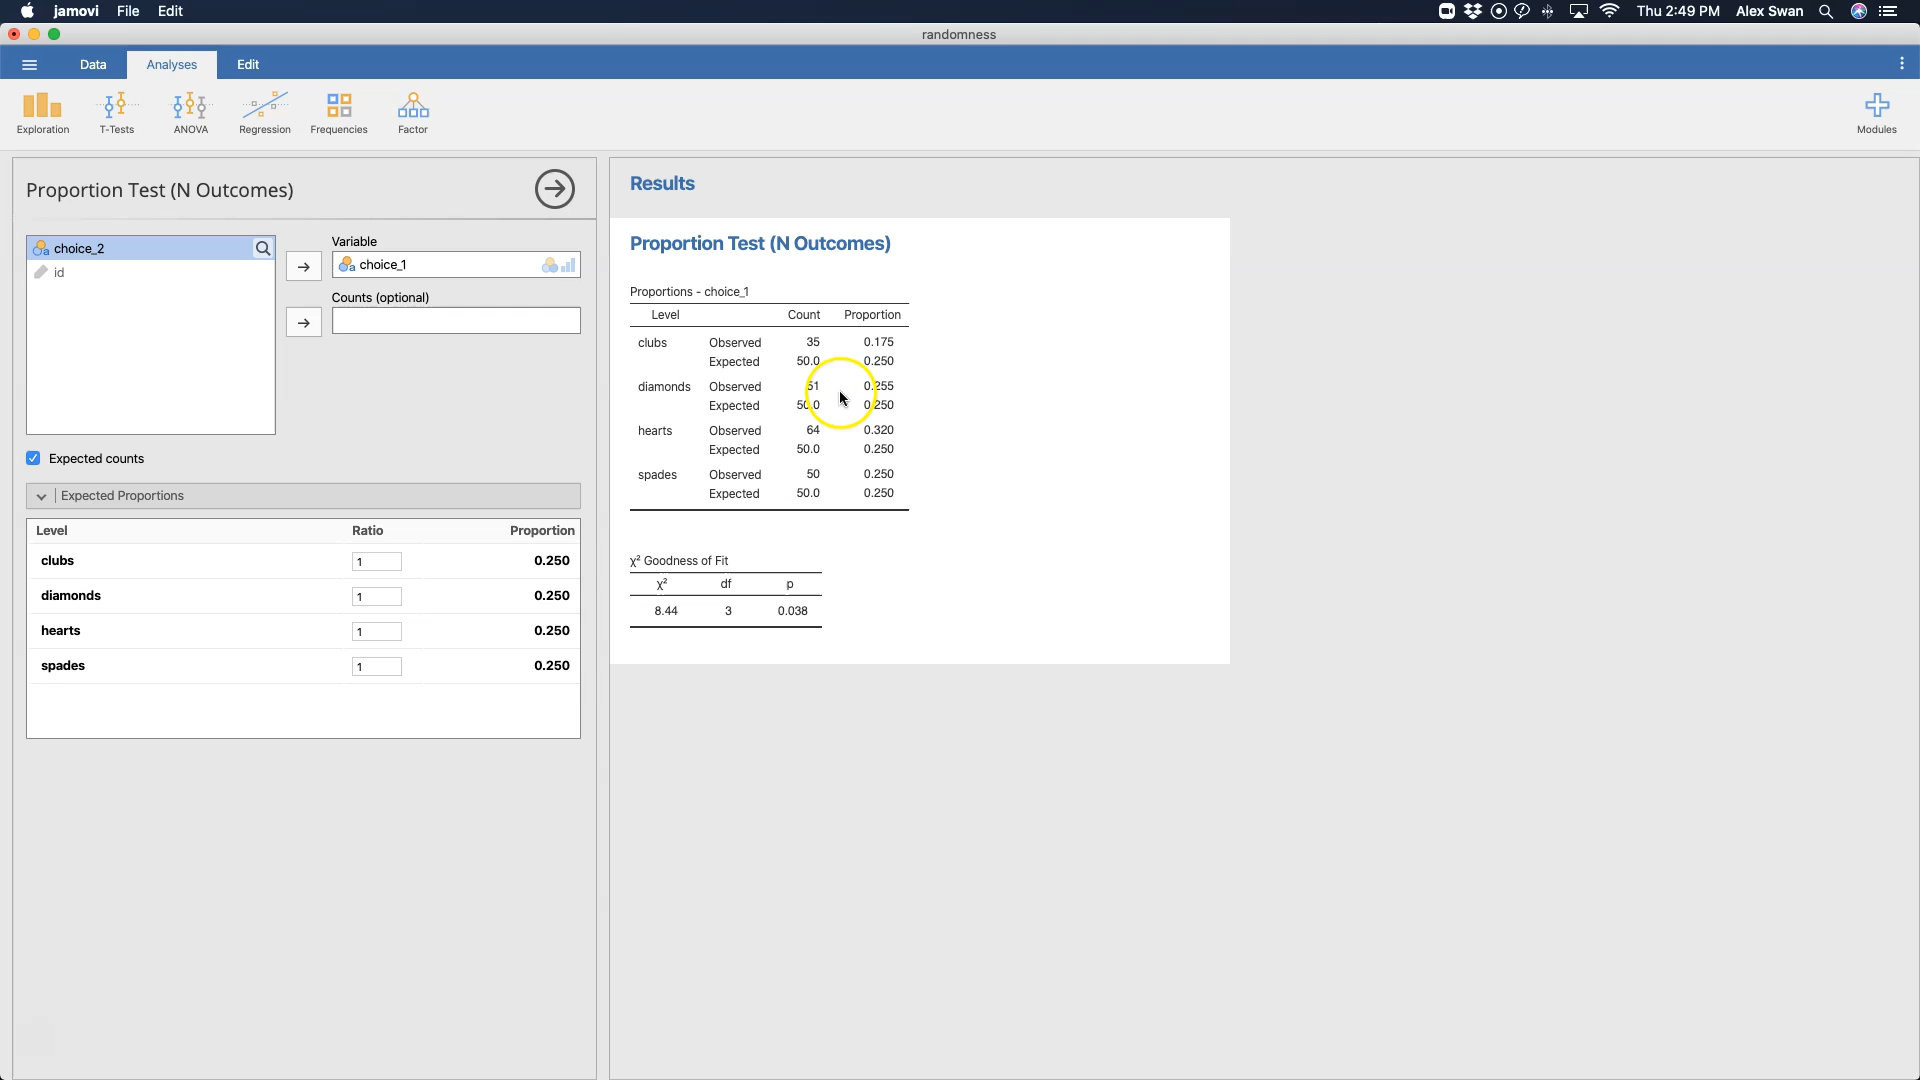 jamovi File Edit Thu 2:49 PM Alex Swan
randomness
Data Analyses Edit
Exploration T-Tests ANOVA Regression Frequencies Factor Modules
Proportion Test (N Outcomes)
choice_2
id
Variable
choice_1
Counts (optional)
Expected counts
Expected Proportions
Level Ratio Proportion
clubs 1 0.250
diamonds 1 0.250
hearts 1 0.250
spades 1 0.250
Results
Proportion Test (N Outcomes)
Proportions - choice_1
Level Count Proportion
clubs Observed 35 0.175
Expected 50.0 0.250
diamonds Observed 51 0.255
Expected 50.0 0.250
hearts Observed 64 0.320
Expected 50.0 0.250
spades Observed 50 0.250
Expected 50.0 0.250
χ² Goodness of Fit
χ² df p
8.44 3 0.038